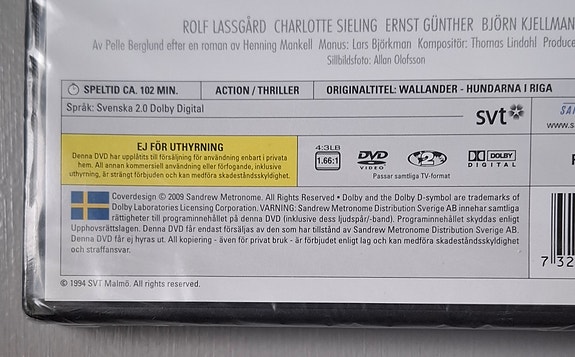 ROLF LASSGÅRD CHARLOTTE SIELING ERNST GÜNTHER BJÖRN KJELLMAN
Av Pelle Berglund efter en roman av Henning Mankell Manus: Lars Björkman Kompositör: Thomas Lindahl Produce
Stillbildsfoto: Allan Olofsson
SPELTID CA. 102 MIN. ACTION / THRILLER ORIGINALTITEL: WALLANDER - HUNDARNA I RIGA
Språk: Svenska 2.0 Dolby Digital
svt
SA
www.s
EJ FÖR UTHYRNING
Denna DVD har upplåtits till försäljning för användning enbart i privata
hem. All annan kommersiell användning eller förfogande, inklusive
uthyrning, är strängt förbjuden och kan medföra skadeståndsskyldighet.
4:3LB
1.66:1
DVD
VIDEO
2
DOLBY
DIGITAL
Passar samtliga TV-format
Coverdesign © 2009 Sandrew Metronome. All Rights Reserved • Dolby and the Dolby D-symbol are trademarks of
Dolby Laboratories Licensing Corporation. VARNING: Sandrew Metronome Distribution Sverige AB innehar samtliga
rättigheter till programinnehållet på denna DVD (inklusive dess ljudspår/-band). Programinnehållet skyddas enligt
Upphovsrättslagen. Denna DVD får endast försäljas av den som har tillstånd av Sandrew Metronome Distribution Sverige AB.
Denna DVD får ej hyras ut. All kopiering - även för privat bruk - är förbjudet enligt lag och kan medföra skadeståndsskyldighet
och straffansvar.
7 32
© 1994 SVT Malmö. All rights reserved.